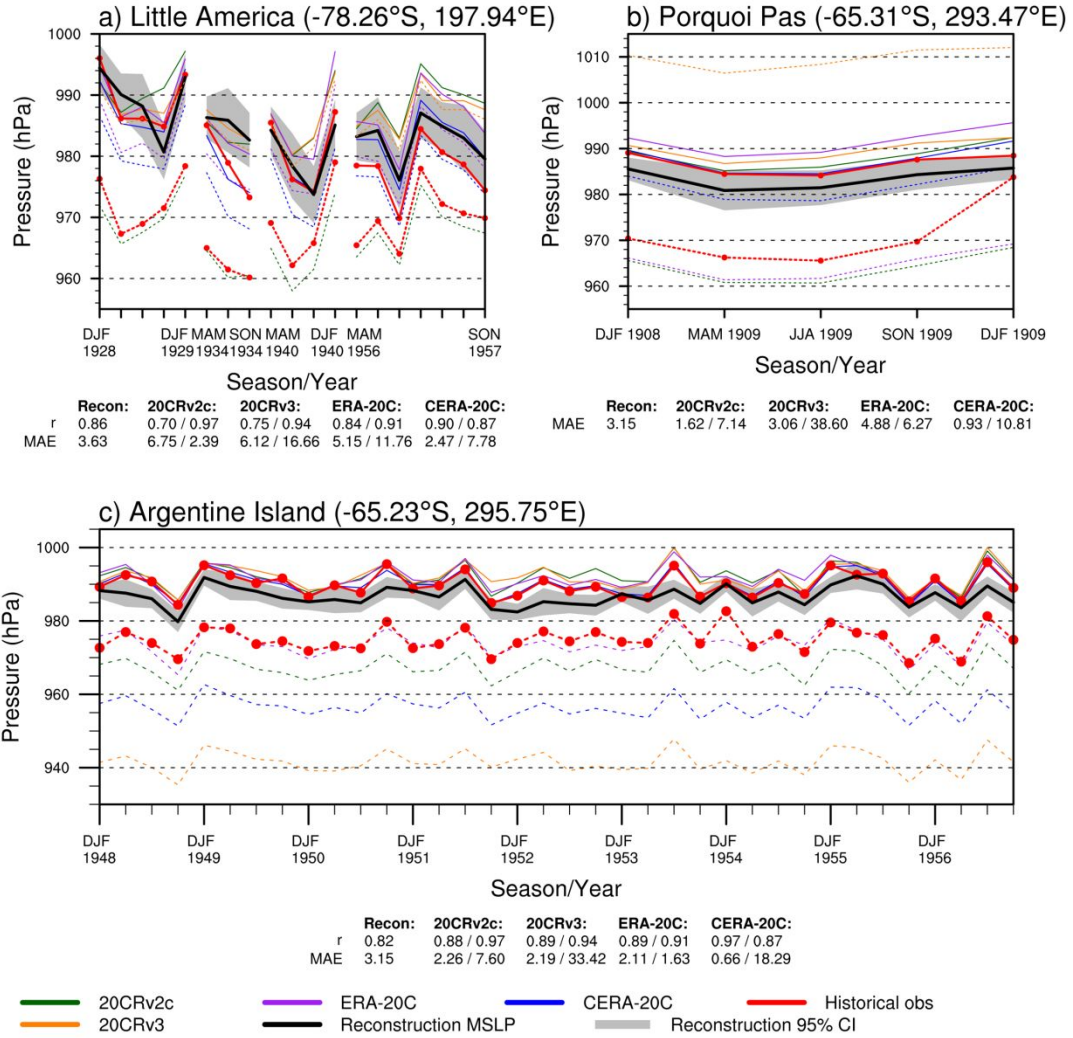 a) Little America (-78.26°S, 197.94°E)
1000
990
980
970
960
Pressure (hPa)
DJF 1928
DJF 1929
MAM 1934
SON 1934
MAM 1940
DJF 1940
MAM 1956
SON 1957
Season/Year
Recon: 20CRv2c: 20CRv3: ERA-20C: CERA-20C:
r 0.86 0.70 / 0.97 0.75 / 0.94 0.84 / 0.91 0.90 / 0.87
MAE 3.63 6.75 / 2.39 6.12 / 16.66 5.15 / 11.76 2.47 / 7.78
b) Porquoi Pas (-65.31°S, 293.47°E)
1010
1000
990
980
970
960
Pressure (hPa)
DJF 1908 MAM 1909 JJA 1909 SON 1909 DJF 1909
Season/Year
Recon: 20CRv2c: 20CRv3: ERA-20C: CERA-20C:
MAE 3.15 1.62 / 7.14 3.06 / 38.60 4.88 / 6.27 0.93 / 10.81
c) Argentine Island (-65.23°S, 295.75°E)
1000
980
960
940
Pressure (hPa)
DJF DJF DJF DJF DJF DJF DJF DJF DJF
1948 1949 1950 1951 1952 1953 1954 1955 1956
Season/Year
Recon: 20CRv2c: 20CRv3: ERA-20C: CERA-20C:
r 0.82 0.88 / 0.97 0.89 / 0.94 0.89 / 0.91 0.97 / 0.87
MAE 3.15 2.26 / 7.60 2.19 / 33.42 2.11 / 1.63 0.66 / 18.29
20CRv2c ERA-20C CERA-20C Historical obs
20CRv3 Reconstruction MSLP Reconstruction 95% CI